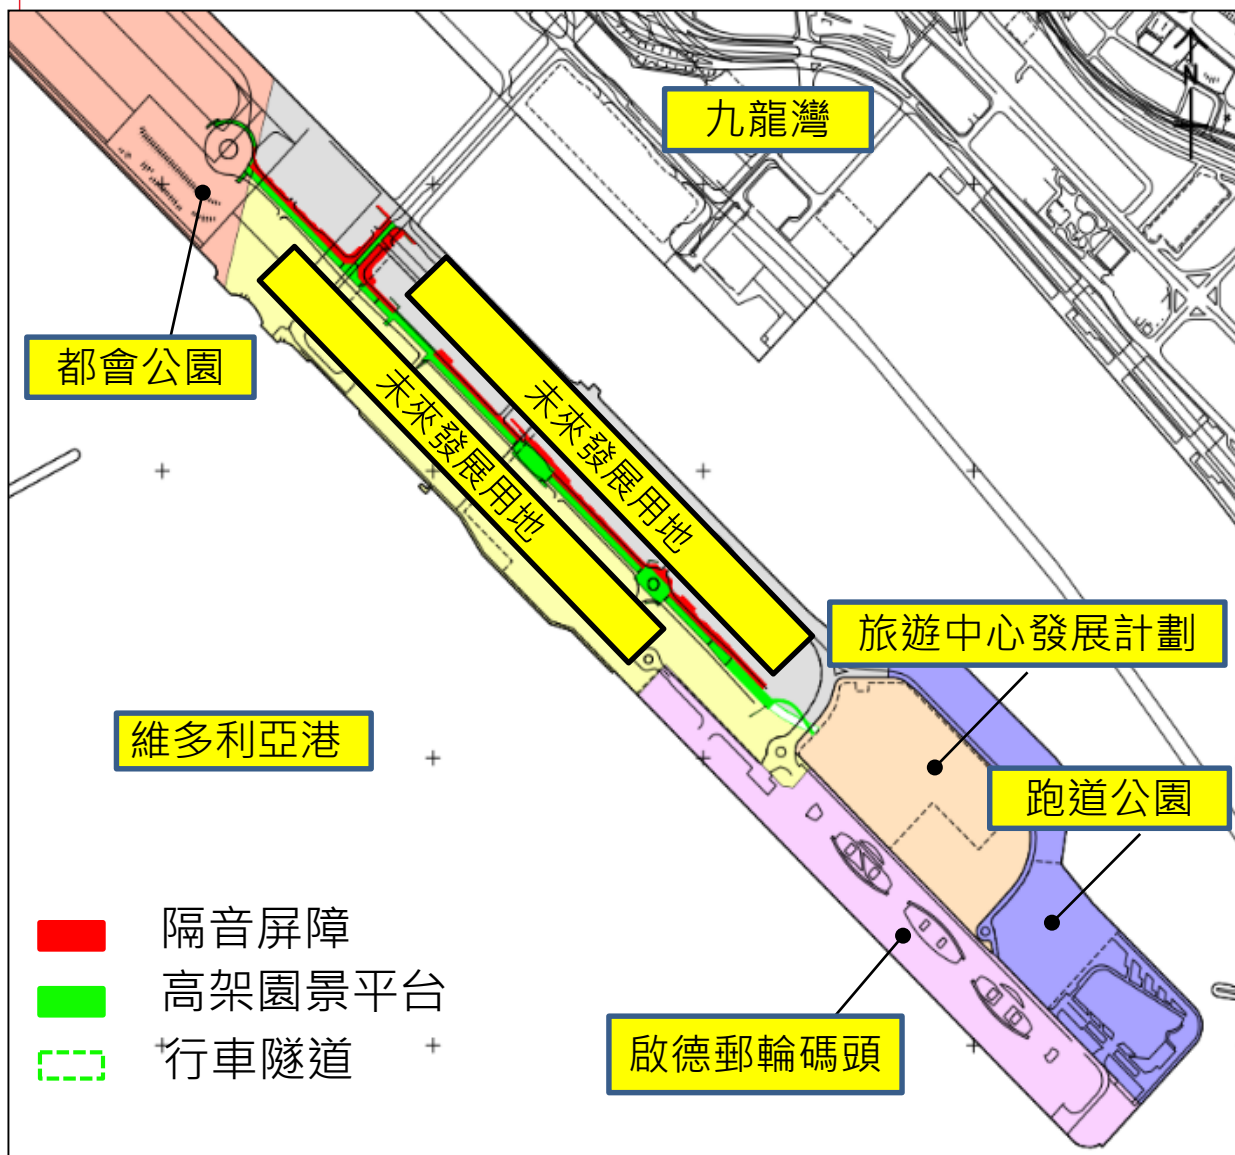 N
九龍灣
都會公園
未來發展用地
未來發展用地
旅遊中心發展計劃
維多利亞港
跑道公園
隔音屏障
高架園景平台
行車隧道
啟德郵輪碼頭